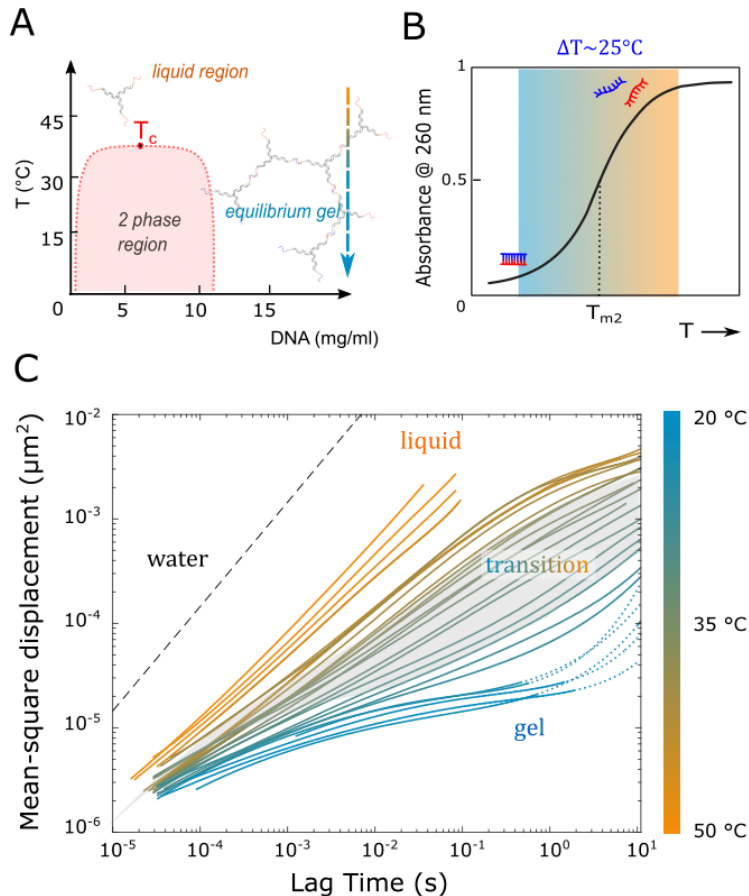 A
liquid region
45
T_c
T (°C)
30
2 phase
region
equilibrium gel
15
0
5
10
15
DNA (mg/ml)
B
ΔT~25°C
1
Absorbance @ 260 nm
0.5
0
T_m2
T
C
Mean-square displacement (μm²)
10⁻²
10⁻³
10⁻⁴
10⁻⁵
10⁻⁶
liquid
water
transition
gel
10⁻⁵
10⁻⁴
10⁻³
10⁻²
10⁻¹
10⁰
10¹
Lag Time (s)
20 °C
35 °C
50 °C